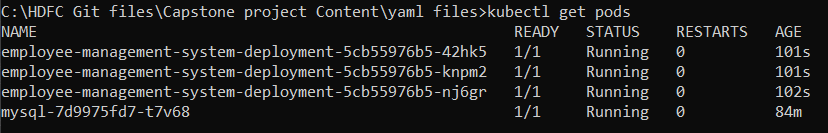 C:\HDFC Git files\Capstone project Content\yaml files>kubectl get pods
NAME READY STATUS RESTARTS AGE
employee-management-system-deployment-5cb55976b5-42hk5 1/1 Running 0 101s
employee-management-system-deployment-5cb55976b5-knpm2 1/1 Running 0 101s
employee-management-system-deployment-5cb55976b5-nj6gr 1/1 Running 0 102s
mysql-7d9975fd7-t7v68 1/1 Running 0 84m